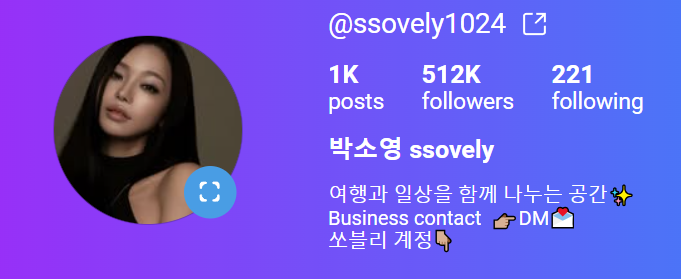 @ssovely1024
1K 512K 221
posts followers following
박소영 ssovely
여행과 일상을 함께 나누는 공간✨
Business contact 👉🏽DM💌
쏘블리 계정👇🏽